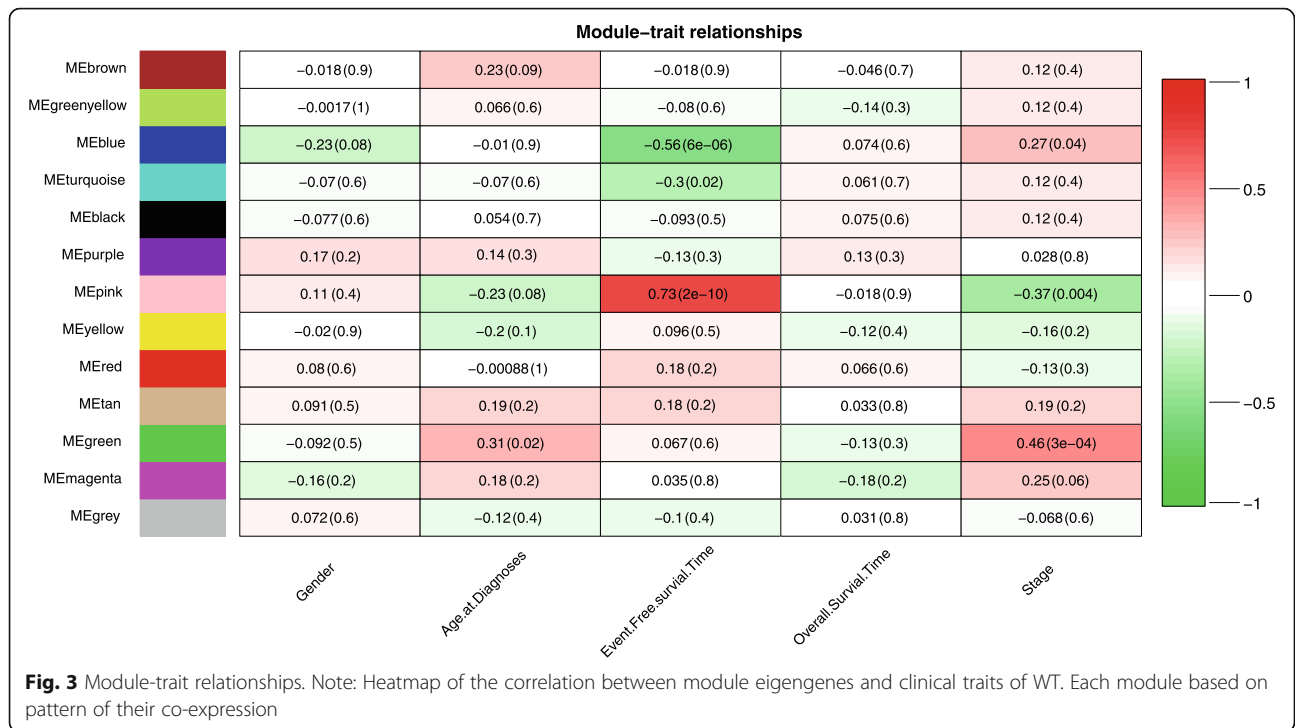 Module−trait relationships
MEbrown −0.018(0.9) 0.23(0.09) −0.018(0.9) −0.046(0.7) 0.12(0.4)
MEgreenyellow −0.0017(1) 0.066(0.6) −0.08(0.6) −0.14(0.3) 0.12(0.4)
MEblue −0.23(0.08) −0.01(0.9) −0.56(6e−06) 0.074(0.6) 0.27(0.04)
MEturquoise −0.07(0.6) −0.07(0.6) −0.3(0.02) 0.061(0.7) 0.12(0.4)
MEblack −0.077(0.6) 0.054(0.7) −0.093(0.5) 0.075(0.6) 0.12(0.4)
MEpurple 0.17(0.2) 0.14(0.3) −0.13(0.3) 0.13(0.3) 0.028(0.8)
MEpink 0.11(0.4) −0.23(0.08) 0.73(2e−10) −0.018(0.9) −0.37(0.004)
MEyellow −0.02(0.9) −0.2(0.1) 0.096(0.5) −0.12(0.4) −0.16(0.2)
MEred 0.08(0.6) −0.00088(1) 0.18(0.2) 0.066(0.6) −0.13(0.3)
MEtan 0.091(0.5) 0.19(0.2) 0.18(0.2) 0.033(0.8) 0.19(0.2)
MEgreen −0.092(0.5) 0.31(0.02) 0.067(0.6) −0.13(0.3) 0.46(3e−04)
MEmagenta −0.16(0.2) 0.18(0.2) 0.035(0.8) −0.18(0.2) 0.25(0.06)
MEgrey 0.072(0.6) −0.12(0.4) −0.1(0.4) 0.031(0.8) −0.068(0.6)
Gender Age.at.Diagnoses Event.Free.survial.Time Overall.Survial.Time Stage
1
0.5
0
−0.5
−1
Fig. 3 Module-trait relationships. Note: Heatmap of the correlation between module eigengenes and clinical traits of WT. Each module based on
pattern of their co-expression